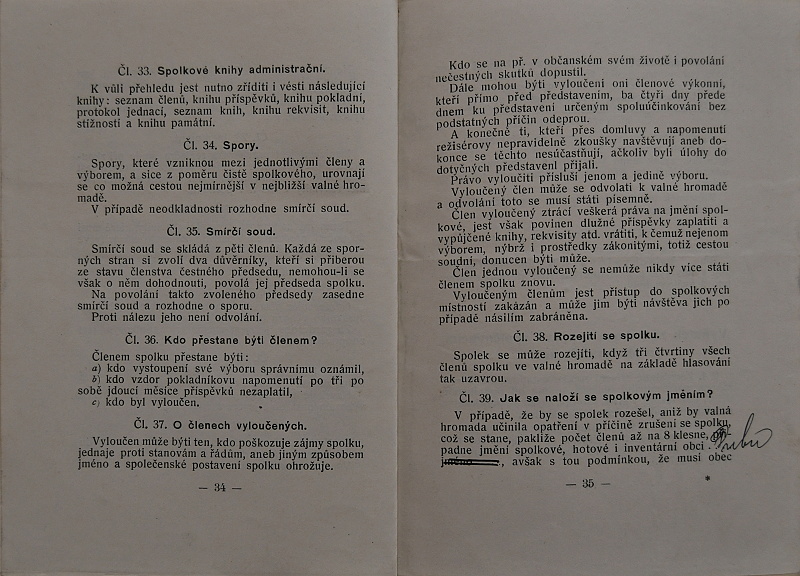 Čl. 33. Spolkové knihy administrační.
K vůli přehledu jest nutno zříditi i vésti následující
knihy: seznam členů, knihu příspěvků, knihu pokladní,
protokol jednací, seznam knih, knihu rekvisit, knihu
stížností a knihu památní.
Čl. 34. Spory.
Spory, které vzniknou mezi jednotlivými členy a
výborem, a sice z poměru čistě spolkového, urovnají
se co možná cestou nejmírnější v nejbližší valné hro-
madě.
V případě neodkladnosti rozhodne smírčí soud.
Čl. 35. Smírčí soud.
Smírčí soud se skládá z pěti členů. Každá ze spor-
ných stran si zvolí dva důvěrníky, kteří si přiberou
ze stavu členstva čestného předsedu, nemohou-li se
však o něm dohodnouti, povolá jej předseda spolku.
Na povolání takto zvoleného předsedy zasedne
smírčí soud a rozhodne o sporu.
Proti nálezu jeho není odvolání.
Čl. 36. Kdo přestane býti členem?
Členem spolku přestane býti:
a) kdo vystoupení své výboru správnímu oznámil,
b) kdo vzdor pokladníkovu napomenutí po tři po
sobě jdoucí měsíce příspěvků nezaplatil,
c) kdo byl vyloučen.
Čl. 37. O členech vyloučených.
Vyloučen může býti ten, kdo poškozuje zájmy spolku,
jednaje proti stanovám a řádům, aneb jiným způsobem
jméno a společenské postavení spolku ohrožuje.
— 34 —
Kdo se na př. v občanském svém životě i povolání
nečestných skutků dopustil.
Dále mohou býti vyloučeni oni členové výkonní,
kteří přímo před představením, ba čtyři dny přede
dnem ku představení určeným spoluúčinkování bez
podstatných příčin odeprou.
A konečně ti, kteří přes domluvy a napomenutí
režisérovy nepravidelně zkoušky navštěvují aneb do-
konce se těchto nesúčastňují, ačkoliv byli úlohy do
dotyčných představení přijali.
Právo vyloučiti přísluší jenom a jedině výboru.
Vyloučený člen může se odvolati k valné hromadě
a odvolání toto se musí státi písemně.
Člen vyloučený ztrácí veškerá práva na jmění spol-
kové, jest však povinen dlužné příspěvky zaplatiti a
vypůjčené knihy, rekvisity atd. vrátiti, k čemuž nejenom
výborem, nýbrž i prostředky zákonitými, totiž cestou
soudní, donucen býti může.
Člen jednou vyloučený se nemůže nikdy více státi
členem spolku znovu.
Vyloučeným členům jest přístup do spolkových
místností zakázán a může jim býti návštěva jich po
případě násilím zabráněna.
Čl. 38. Rozejití se spolku.
Spolek se může rozejíti, když tři čtvrtiny všech
členů spolku ve valné hromadě na základě hlasování
tak uzavrou.
Čl. 39. Jak se naloží se spolkovým jměním?
V případě, že by se spolek rozešel, aniž by valná
hromada učinila opatření v příčině zrušení se spolku,
což se stane, pakliže počet členů až na 8 klesne,
padne jmění spolkové, hotové i inventární obci
, avšak s tou podmínkou, že musí obec
— 35 —
*